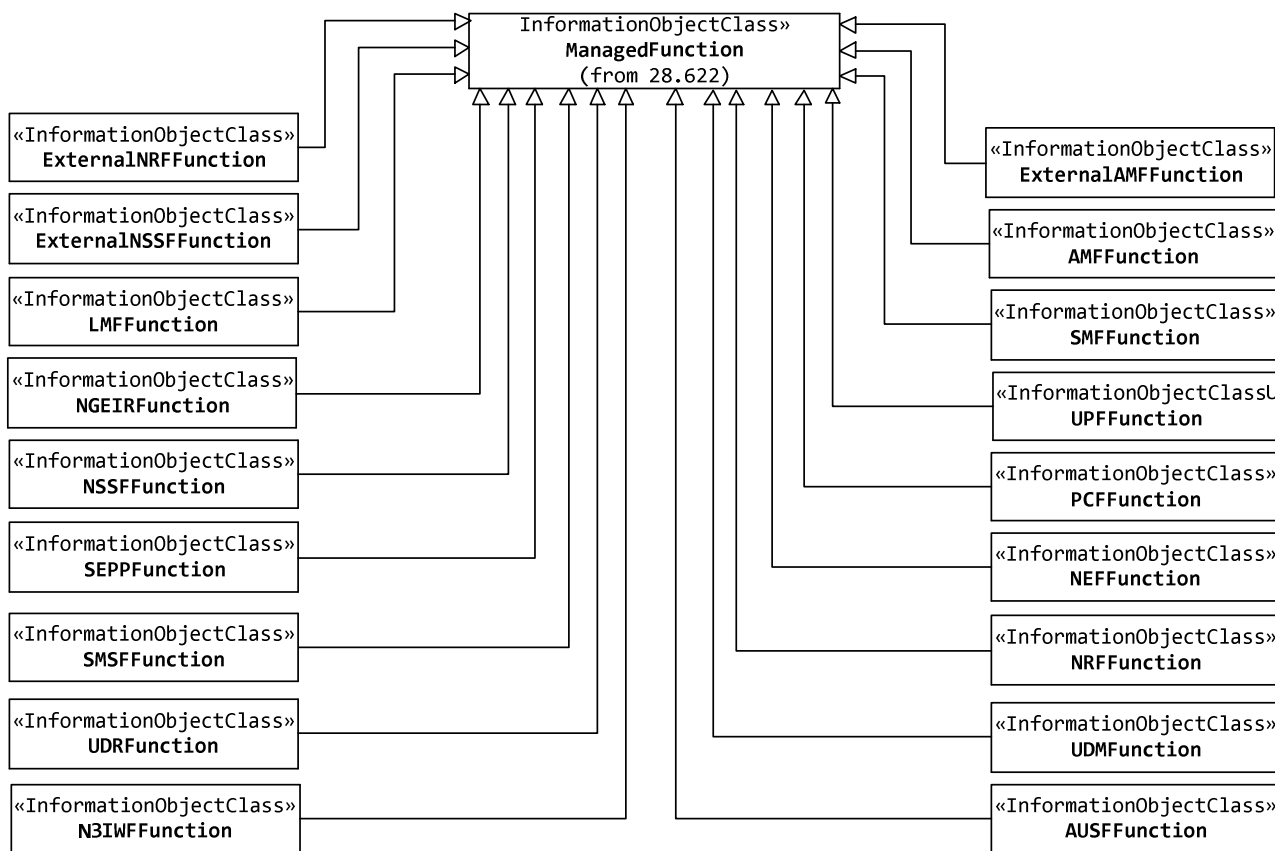 InformationObjectClass»
ManagedFunction
(from 28.622)
«InformationObjectClass»
ExternalNRFFunction
«InformationObjectClass»
ExternalNSSFFunction
«InformationObjectClass»
LMFFunction
«InformationObjectClass»
NGEIRFunction
«InformationObjectClass»
NSSFFunction
«InformationObjectClass»
SEPPFunction
«InformationObjectClass»
SMSFFunction
«InformationObjectClass»
UDRFunction
«InformationObjectClass»
N3IWFFunction
«InformationObjectClass»
ExternalAMFFunction
«InformationObjectClass»
AMFFunction
«InformationObjectClass»
SMFFunction
«InformationObjectClassU
UPFFunction
«InformationObjectClass»
PCFFunction
«InformationObjectClass»
NEFFunction
«InformationObjectClass»
NRFFunction
«InformationObjectClass»
UDMFunction
«InformationObjectClass»
AUSFFunction